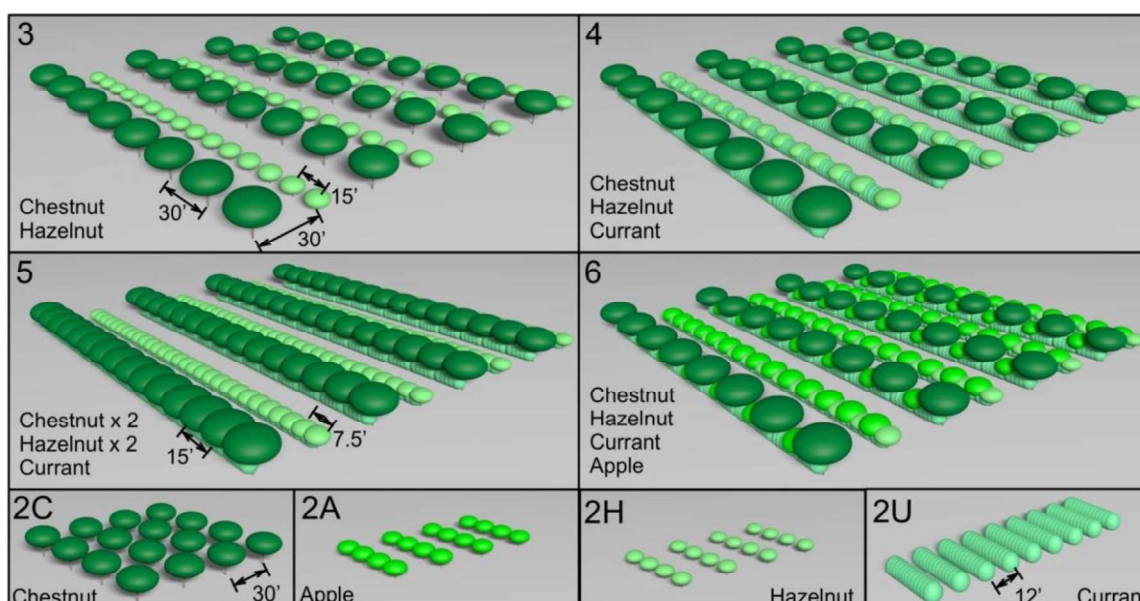 3
30’
15’
30’
Chestnut
Hazelnut
4
Chestnut
Hazelnut
Currant
5
Chestnut x 2
Hazelnut x 2
Currant
15’
7.5’
6
Chestnut
Hazelnut
Currant
Apple
2C
Chestnut
30’
2A
Apple
2H
Hazelnut
2U
12’
Currant